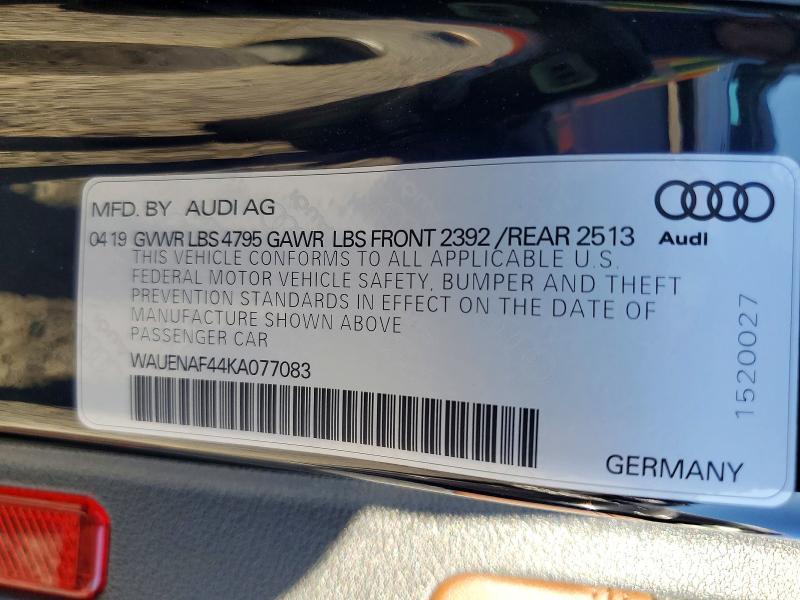 MFD. BY AUDI AG
04 19 GVWR LBS 4795 GAWR LBS FRONT 2392 /REAR 2513
Audi
THIS VEHICLE CONFORMS TO ALL APPLICABLE U.S.
FEDERAL MOTOR VEHICLE SAFETY, BUMPER AND THEFT
PREVENTION STANDARDS IN EFFECT ON THE DATE OF
MANUFACTURE SHOWN ABOVE
PASSENGER CAR
WAUENAF44KA077083
1520027
GERMANY